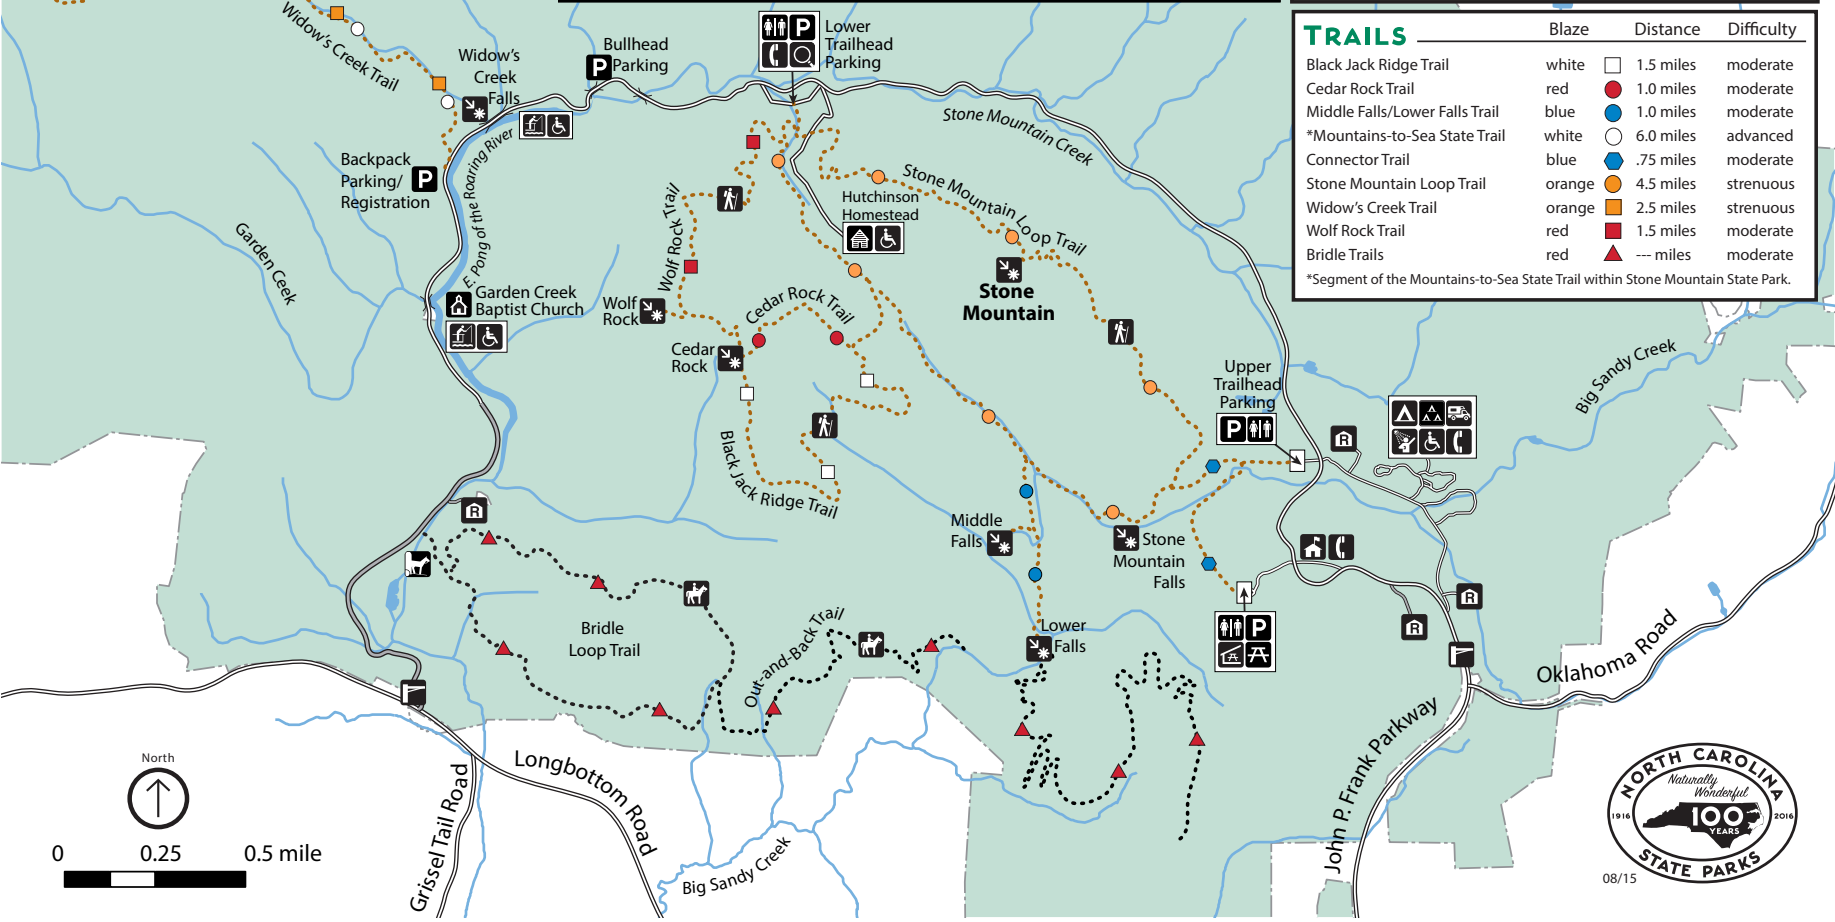 Widow's Creek Trail
Widow's
Creek
Falls
Bullhead
Parking
P
Lower
Trailhead
Parking
P
Stone Mountain Creek
Backpack
Parking/
Registration
P
E. Pong of the Roaring River
Garden Ceek
Garden Creek
Baptist Church
Wolf Rock Trail
Wolf
Rock
Cedar Rock Trail
Cedar
Rock
Black Jack Ridge Trail
Hutchinson
Homestead
Stone Mountain Loop Trail
Stone
Mountain
Upper
Trailhead
Parking
P
R
Big Sandy Creek
Middle
Falls
Stone
Mountain
Falls
Lower
Falls
P
R
R
R
Bridle
Loop Trail
Out-and-Back Trail
Oklahoma Road
John P. Frank Parkway
Longbottom Road
Grissel Tail Road
Big Sandy Creek
North
0 0.25 0.5 mile
TRAILS Blaze Distance Difficulty
Black Jack Ridge Trail white 1.5 miles moderate
Cedar Rock Trail red 1.0 miles moderate
Middle Falls/Lower Falls Trail blue 1.0 miles moderate
*Mountains-to-Sea State Trail white 6.0 miles advanced
Connector Trail blue .75 miles moderate
Stone Mountain Loop Trail orange 4.5 miles strenuous
Widow's Creek Trail orange 2.5 miles strenuous
Wolf Rock Trail red 1.5 miles moderate
Bridle Trails red --- miles moderate
*Segment of the Mountains-to-Sea State Trail within Stone Mountain State Park.
NORTH CAROLINA
Naturally
Wonderful
1916 100 2016
YEARS
STATE PARKS
08/15